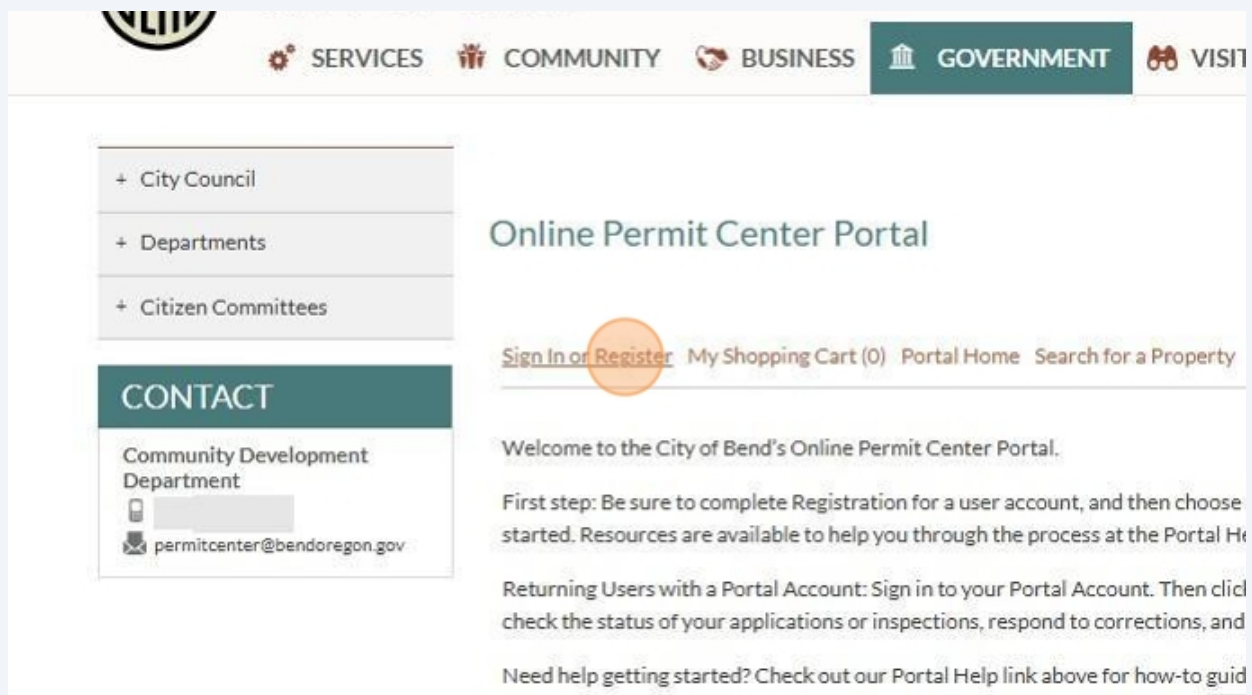 SERVICES COMMUNITY BUSINESS GOVERNMENT
+ City Council
+ Departments
+ Citizen Committees
CONTACT
Community Development
Department
permitcenter@bendoregon.gov
Online Permit Center Portal
Sign In or Register My Shopping Cart (0) Portal Home Search for a Property
Welcome to the City of Bend's Online Permit Center Portal.
First step: Be sure to complete Registration for a user account, and then choose
started. Resources are available to help you through the process at the Portal
Returning Users with a Portal Account: Sign in to your Portal Account. Then
check the status of your applications or inspections, respond to corrections, and
Need help getting started? Check out our Portal Help link above for how-to